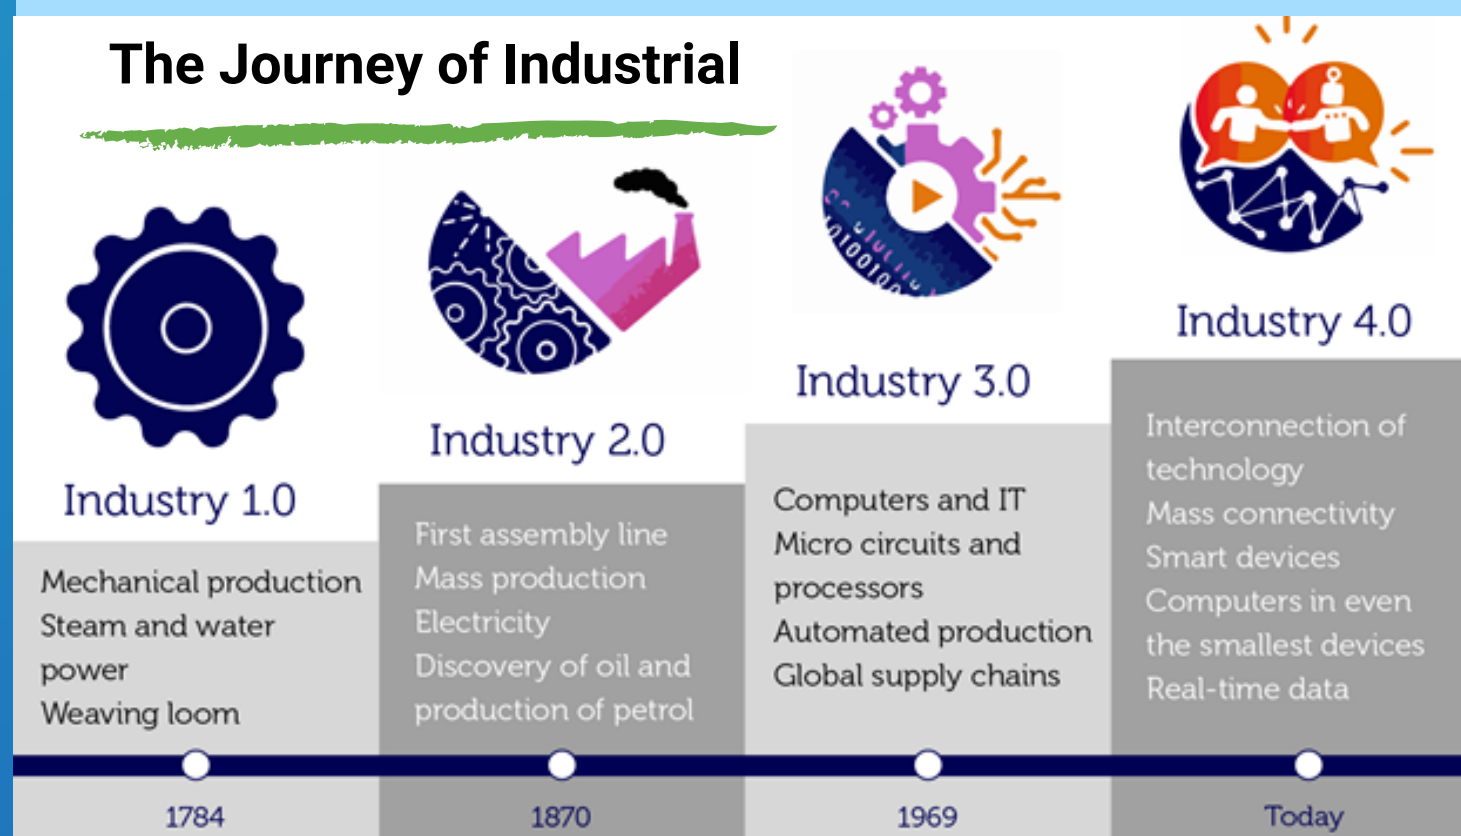 The Journey of Industrial
Industry 1.0
Mechanical production
Steam and water
power
Weaving loom
1784
Industry 2.0
First assembly line
Mass production
Electricity
Discovery of oil and
production of petrol
1870
Industry 3.0
Computers and IT
Micro circuits and
processors
Automated production
Global supply chains
1969
Industry 4.0
Interconnection of
technology
Mass connectivity
Smart devices
Computers in even
the smallest devices
Real-time data
Today